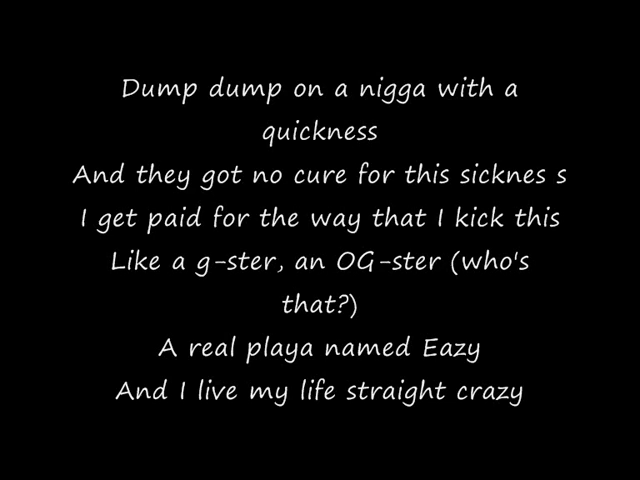 Dump dump on a nigga with a
quickness
And they got no cure for this sicknes s
I get paid for the way that I kick this
Like a g-ster, an OG-ster (who's
that?)
A real playa named Eazy
And I live my life straight crazy